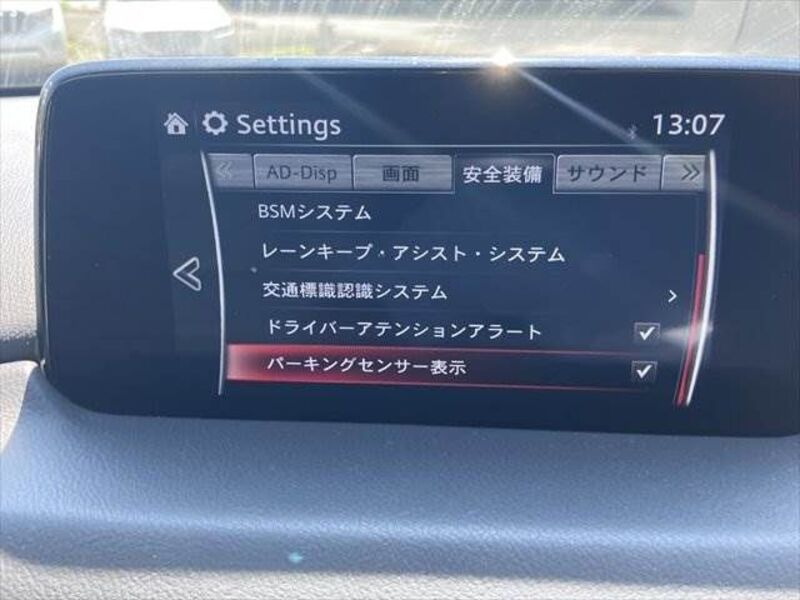 Settings 13:07
AD-Disp 画面 安全装備 サウンド
BSMシステム
レーンキープ・アシスト・システム
交通標識認識システム
ドライバーアテンションアラート
パーキングセンサー表示